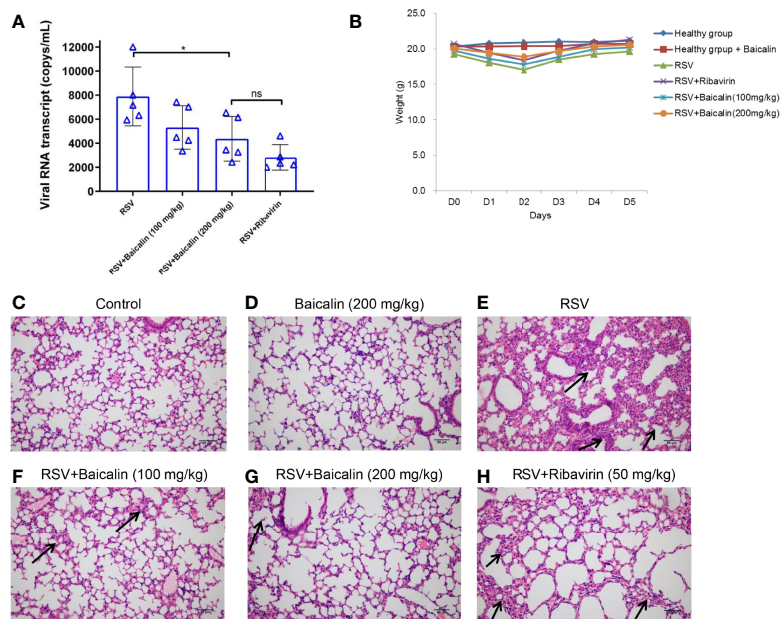 A
Viral RNA transcript (copys/mL)
12000
10000
8000
6000
4000
2000
0
*
ns
RSV
RSV+Baicalin (100 mg/kg)
RSV+Baicalin (200 mg/kg)
RSV+Ribavirin
B
Weight (g)
25.0
20.0
15.0
10.0
5.0
0.0
D0 D1 D2 D3 D4 D5
Days
Healthy group
Healthy grpup + Baicalin
RSV
RSV+Ribavirin
RSV+Baicalin(100mg/kg)
RSV+Baicalin(200mg/kg)
C Control
D Baicalin (200 mg/kg)
E RSV
F RSV+Baicalin (100 mg/kg)
G RSV+Baicalin (200 mg/kg)
H RSV+Ribavirin (50 mg/kg)